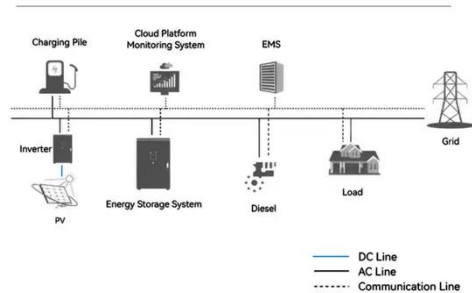 Charging Pile
Cloud Platform
Monitoring System
EMS
Grid
Inverter
PV
Energy Storage System
Diesel
Load
DC Line
AC Line
Communication Line